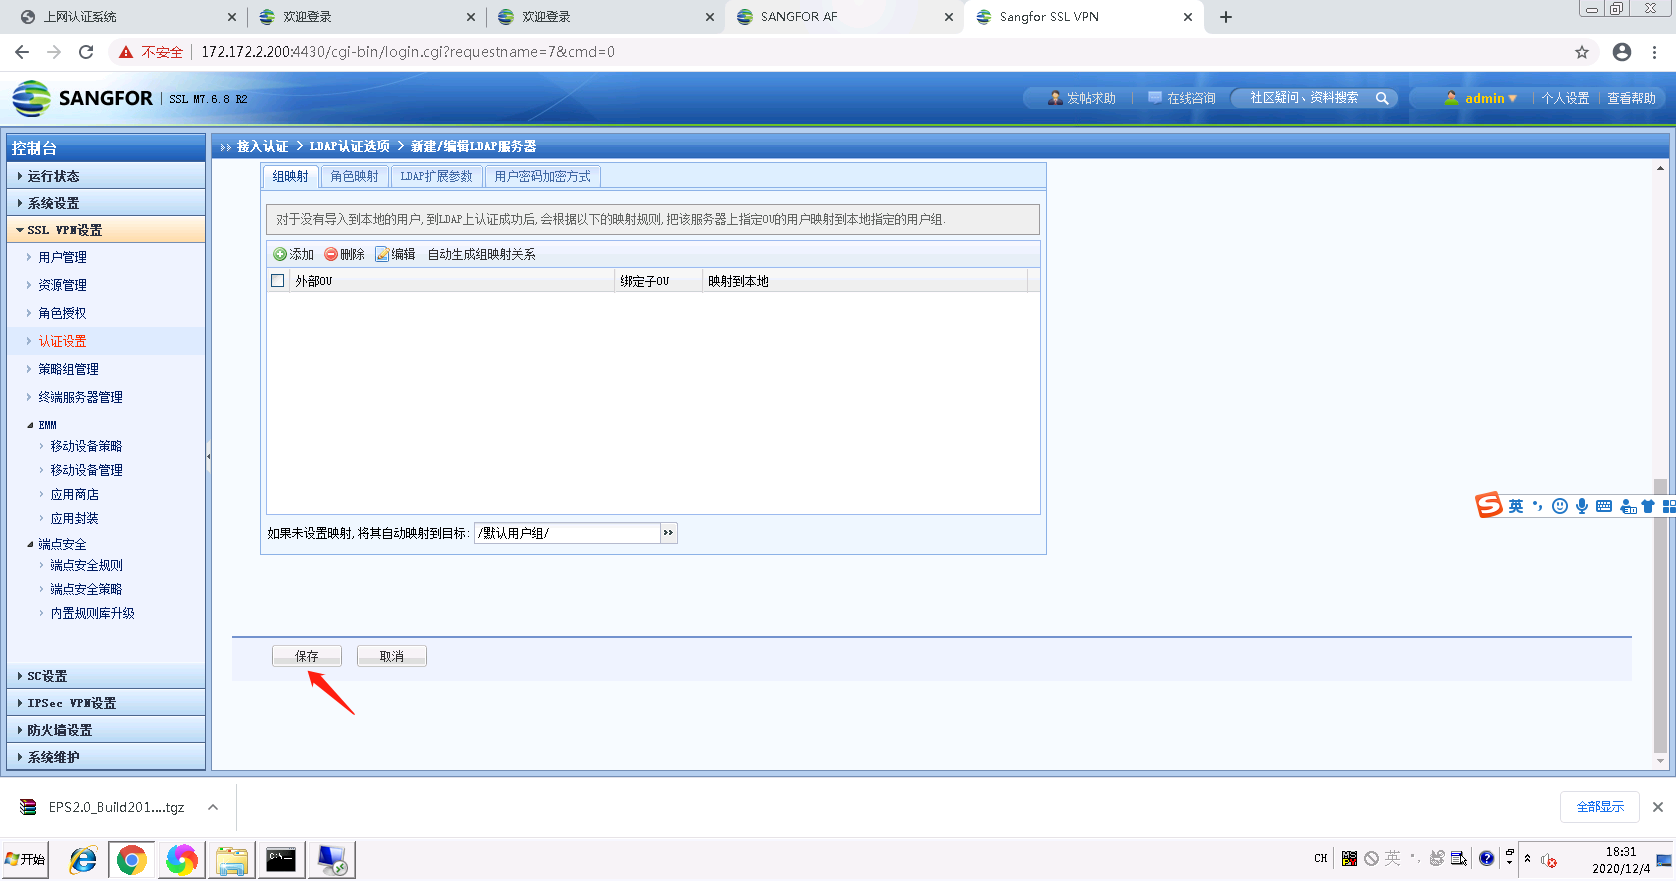 上网认证系统
欢迎登录
欢迎登录
SANGFOR AF
Sangfor SSL VPN
不安全
172.172.2.200:4430/cgi-bin/login.cgi?requestname=7&cmd=0
SANGFOR
SSL M7.6.8 R2
发帖求助
在线咨询
社区疑问、资料搜索
admin
个人设置
查看帮助
控制台
运行状态
系统设置
SSL VPN设置
用户管理
资源管理
角色授权
认证设置
策略组管理
终端服务器管理
EMM
移动设备策略
移动设备管理
应用商店
应用封装
端点安全
端点安全规则
端点安全策略
内置规则库升级
SC设置
IPSec VPN设置
防火墙设置
系统维护
›› 接入认证 > LDAP认证选项 > 新建/编辑LDAP服务器
组映射
角色映射
LDAP扩展参数
用户密码加密方式
对于没有导入到本地的用户,到LDAP上认证成功后,会根据以下的映射规则,把该服务器上指定OU的用户映射到本地指定的用户组.
添加
删除
编辑
自动生成组映射关系
外部OU
绑定子OU
映射到本地
如果未设置映射,将其自动映射到目标:
/默认用户组/
››
保存
取消
英
EPS2.0_Build201....tgz
全部显示
开始
CH
英
18:31
2020/12/4